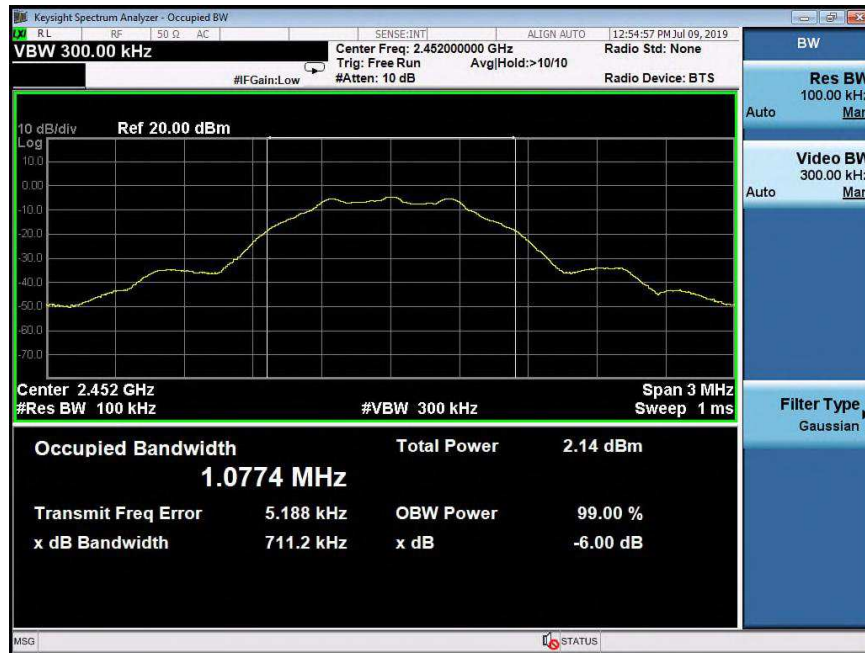 Keysight Spectrum Analyzer - Occupied BW
LXI RL RF 50 Ω AC SENSE:INT ALIGN AUTO 12:54:57 PM Jul 09, 2019
VBW 300.00 kHz
Center Freq: 2.452000000 GHz
Radio Std: None
Trig: Free Run Avg|Hold:>10/10
#IFGain:Low #Atten: 10 dB Radio Device: BTS
10 dB/div Ref 20.00 dBm
Log
10.0
0.00
-10.0
-20.0
-30.0
-40.0
-50.0
-60.0
-70.0
Center 2.452 GHz Span 3 MHz
#Res BW 100 kHz #VBW 300 kHz Sweep 1 ms
Occupied Bandwidth Total Power 2.14 dBm
1.0774 MHz
Transmit Freq Error 5.188 kHz OBW Power 99.00 %
x dB Bandwidth 711.2 kHz x dB -6.00 dB
MSG STATUS
BW
Res BW
100.00 kHz
Auto Man
Video BW
300.00 kHz
Auto Man
Filter Type
Gaussian